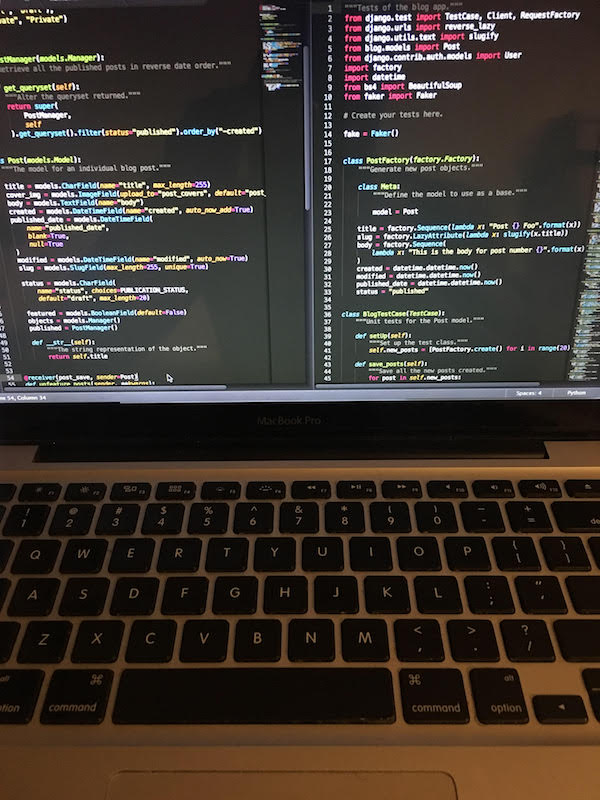 "Private")
stManager(models.Manager):
etrieve all the published posts in reverse date order."""
get_queryset(self):
"""Alter the queryset returned."""
return super(
PostManager,
self
).get_queryset().filter(status="published").order_by("-created")
Post(models.Model):
"""The model for an individual blog post."""
title = models.CharField(name="title", max_length=255)
cover_img = models.ImageField(upload_to="post_covers", default="post_
body = models.TextField(name="body")
created = models.DateTimeField(name="created", auto_now_add=True)
published_date = models.DateTimeField(
name="published_date",
blank=True,
null=True
)
modified = models.DateTimeField(name="modified", auto_now=True)
slug = models.SlugField(max_length=255, unique=True)
status = models.CharField(
name="status", choices=PUBLICATION_STATUS,
default="draft", max_length=20)
featured = models.BooleanField(default=False)
objects = models.Manager()
published = PostManager()
def __str__(self):
"""The string representation of the object."""
return self.title
54 @receiver(post_save, sender=Post)
55 def unfeature_posts(sender,
ne 54, Column 34
1 """Tests of the blog app."""
2 from django.test import TestCase, Client, RequestFactory
3 from django.urls import reverse_lazy
4 from django.utils.text import slugify
5 from blog.models import Post
6 from django.contrib.auth.models import User
7 import factory
8 import datetime
9 from bs4 import BeautifulSoup
10 from faker import Faker
11
12 # Create your tests here.
13
14 fake = Faker()
15
16
17 class PostFactory(factory.Factory):
18 """Generate new post objects."""
19
20 class Meta:
21 """Define the model to use as a base."""
22
23 model = Post
24
25 title = factory.Sequence(lambda x: "Post {} Foo".format(x))
26 slug = factory.LazyAttribute(lambda x: slugify(x.title))
27 body = factory.Sequence(
28 lambda x: "This is the body for post number {}".format(x)
29 )
30 created = datetime.datetime.now()
31 modified = datetime.datetime.now()
32 published_date = datetime.datetime.now()
33 status = "published"
34
35
36 class BlogTestCase(TestCase):
37 """Unit tests for the Post model."""
38
39 def setUp(self):
40 """Set up the test class."""
41 self.new_posts = [PostFactory.create() for i in range(20)
42
43 def save_posts(self):
44 """Save all the new posts created."""
45 for post in self.new_posts:
Spaces: 4 Python
MacBook Pro
F1 F2 F3 F4 F5 F6 F7 F8 F9 F10 F11 F12
! 1 @ 2 # 3 $ 4 % 5 ^ 6 & 7 * 8 ( 9 ) 0 _ - + = de
Q W E R T Y U I O P { [ } ]
A S D F G H J K L : ; " '
Z X C V B N M < , > . ? /
alt ption ⌘ command ⌘ command alt option ◀